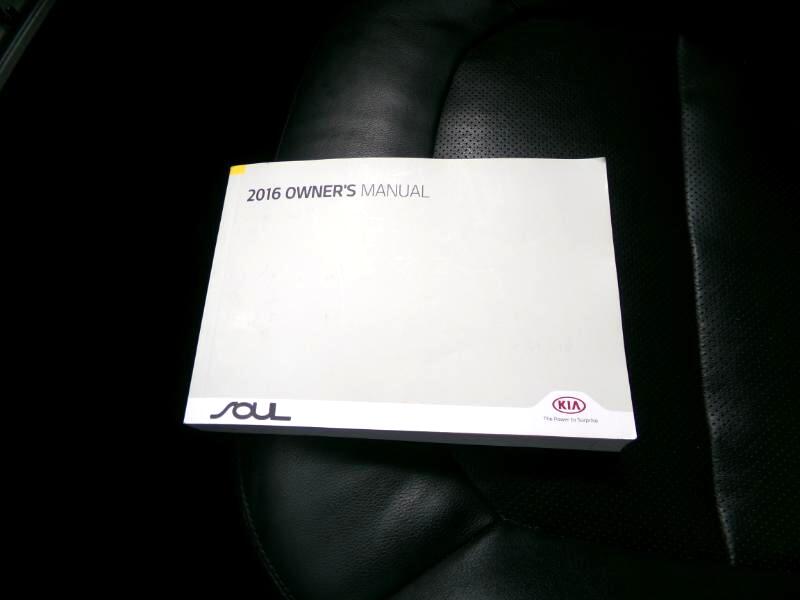 2016 OWNER'S MANUAL
SOUL
KIA
The Power to Surprise